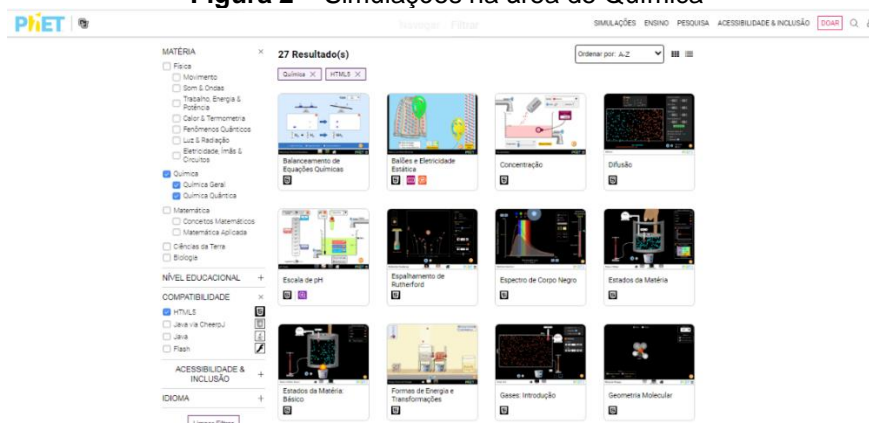 Figura 2 – Simulações na área de Química
PhET
Navegar Filtrar
SIMULAÇÕES ENSINO PESQUISA ACESSIBILIDADE & INCLUSÃO DOAR
MATÉRIA ×
Física
Movimento
Som & Ondas
Trabalho, Energia &
Potência
Calor & Termometria
Fenômenos Quânticos
Luz & Radiação
Eletricidade, Imãs &
Circuitos
Química
Química Geral
Química Quântica
Matemática
Conceitos Matemáticos
Matemática Aplicada
Ciências da Terra
Biologia
NÍVEL EDUCACIONAL +
COMPATIBILIDADE ×
HTML5
Java via CheerpJ
Java
Flash
ACESSIBILIDADE &
INCLUSÃO +
IDIOMA +
Limpar Filtros
27 Resultado(s)
Ordenar por: A-Z
Química × HTML5 ×
Balanceamento de
Equações Químicas
Balões e Eletricidade
Estática
Concentração
Difusão
Escala de pH
Espalhamento de
Rutherford
Espectro de Corpo Negro
Estados da Matéria
Estados da Matéria:
Básico
Formas de Energia e
Transformações
Gases: Introdução
Geometria Molecular